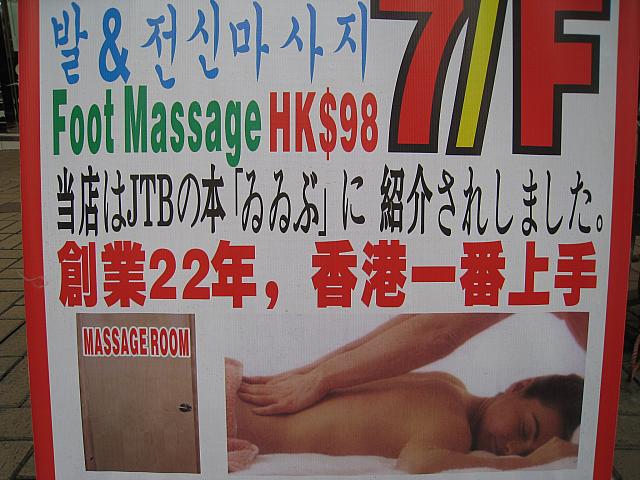 발 & 전신마사지
7/F
Foot Massage HK$98
当店はJTBの本「ゐゐぶ」に 紹介されしました。
創業22年，香港一番上手
MASSAGE ROOM